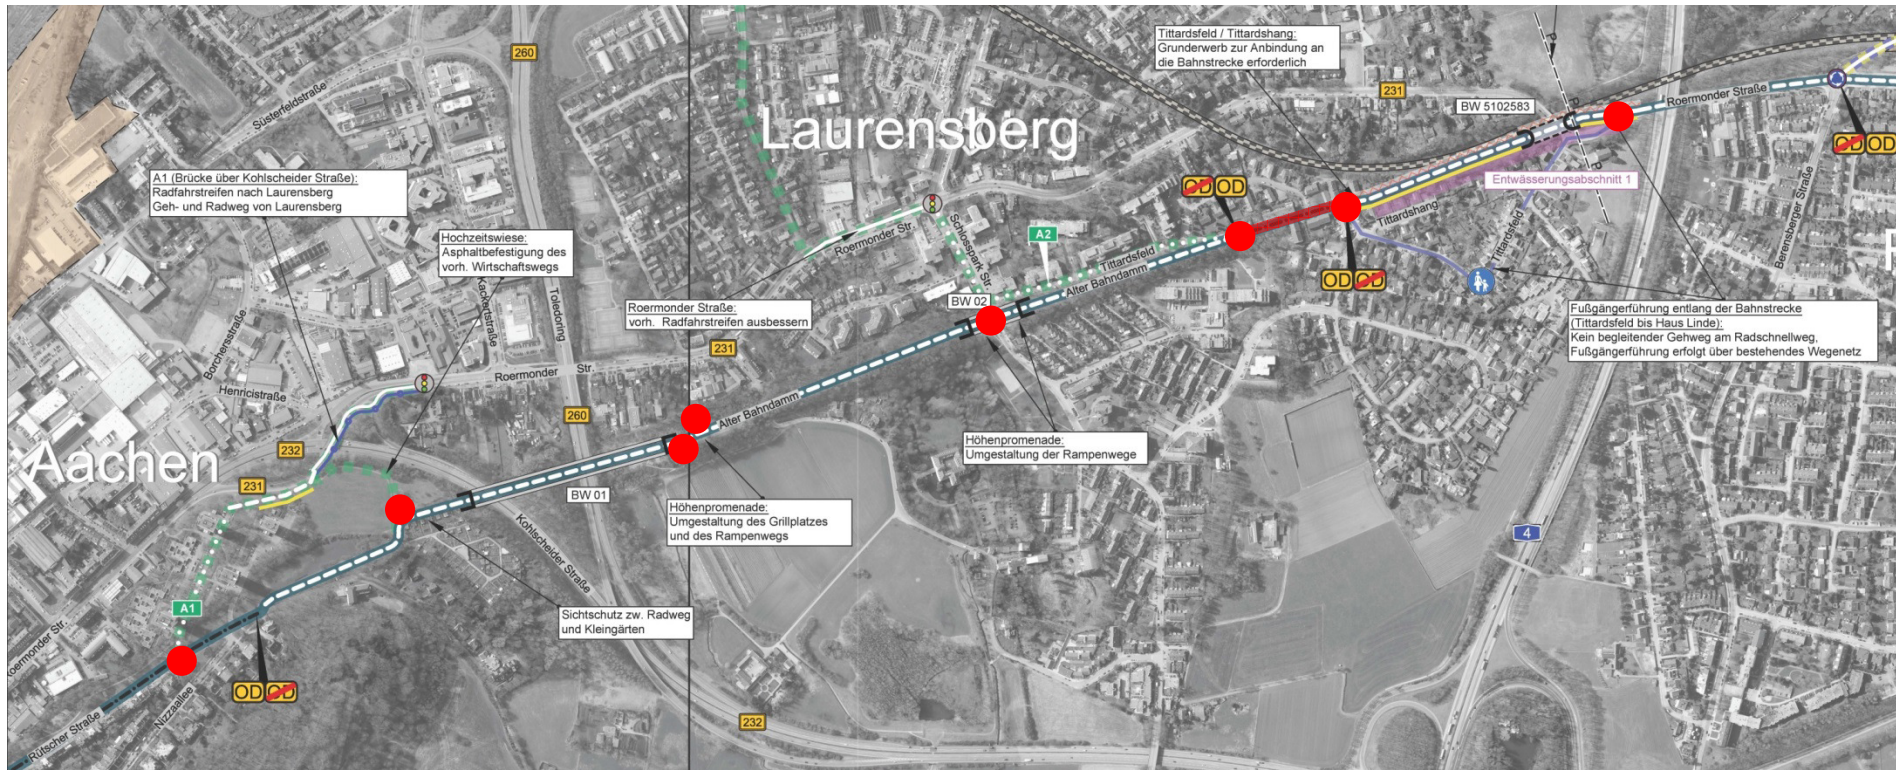 Tittardsfeld / Tittardshang:
Grunderwerb zur Anbindung an
die Bahnstrecke erforderlich
260
Süsterfeldstraße
231
BW 5102583
Roermonder Straße
P
P
P
P
Laurensberg
OD OD
A1 (Brücke über Kohlscheider Straße):
Radfahrstreifen nach Laurensberg
Geh- und Radweg von Laurensberg
Entwässerungsabschnitt 1
OD OD
Hochzeitswiese:
Asphaltbefestigung des
vorh. Wirtschaftswegs
Roermonder Str.
Schlosspark Str.
A2
Tittardshang
Tittardsfeld
Berensberger Straße
Tittardsfeld
Alter Bahndamm
OD OD
Kackertstraße
Toledoring
Roermonder Straße:
vorh. Radfahrstreifen ausbessern
BW 02
Fußgängerführung entlang der Bahnstrecke
(Tittardsfeld bis Haus Linde):
Kein begleitender Gehweg am Radschnellweg,
Fußgängerführung erfolgt über bestehendes Wegenetz
Borchersstraße
231
Roermonder Str.
Henricistraße
260
Alter Bahndamm
Höhenpromenade:
Umgestaltung der Rampenwege
232
Aachen
231
BW 01
Höhenpromenade:
Umgestaltung des Grillplatzes
und des Rampenwegs
Kohlscheider Straße
4
A1
Sichtschutz zw. Radweg
und Kleingärten
Roermonder Str.
OD OD
Nizzaallee
Rütscher Straße
232